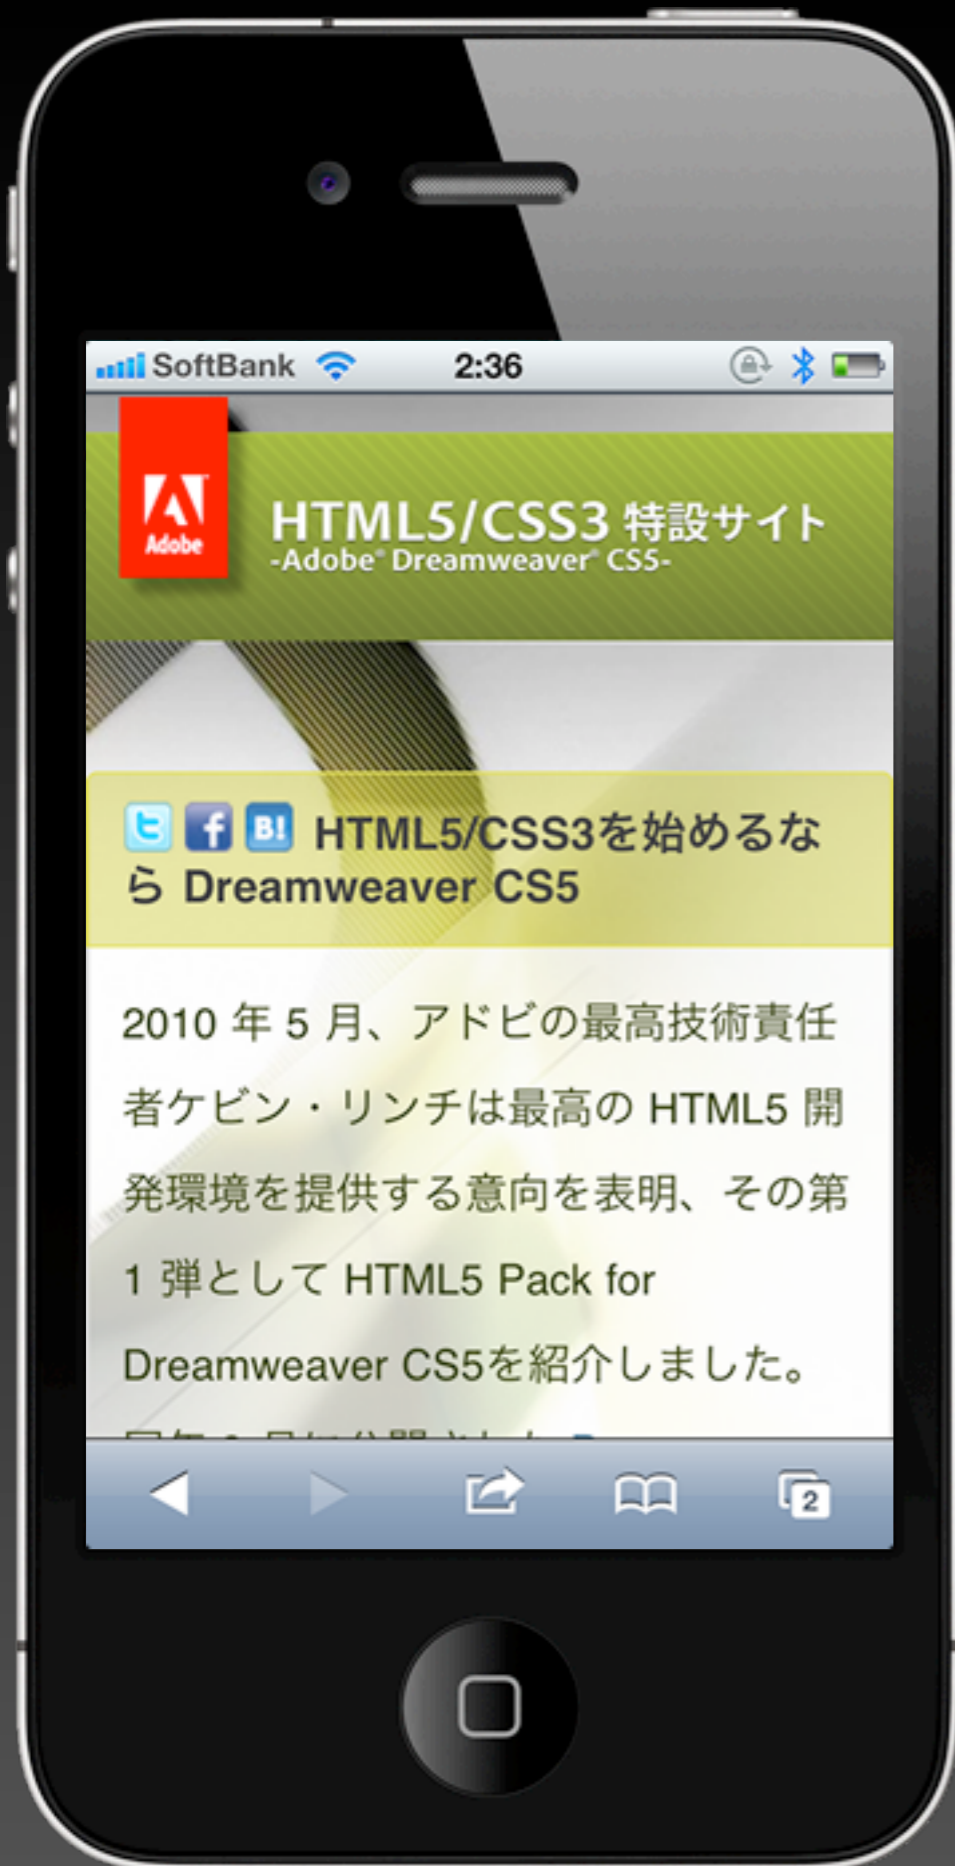 SoftBank 2:36
Adobe
HTML5/CSS3 特設サイト
-Adobe® Dreamweaver® CS5-
B! HTML5/CSS3を始めるな
ら Dreamweaver CS5
2010 年 5 月、アドビの最高技術責任
者ケビン・リンチは最高の HTML5 開
発環境を提供する意向を表明、その第
1 弾として HTML5 Pack for
Dreamweaver CS5を紹介しました。
2